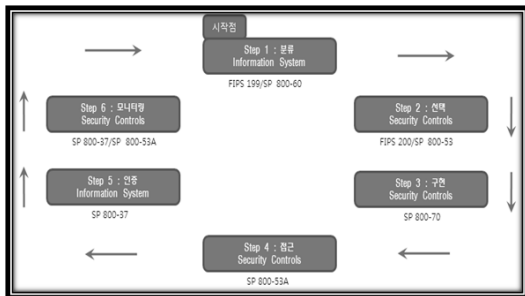 시작점
Step 1 : 분류
Information System
FIPS 199/SP 800-60
Step 6 : 모니터링
Security Controls
SP 800-37/SP 800-53A
Step 2 : 선택
Security Controls
FIPS 200/SP 800-53
Step 5 : 인증
Information System
SP 800-37
Step 3 : 구현
Security Controls
SP 800-70
Step 4 : 접근
Security Controls
SP 800-53A